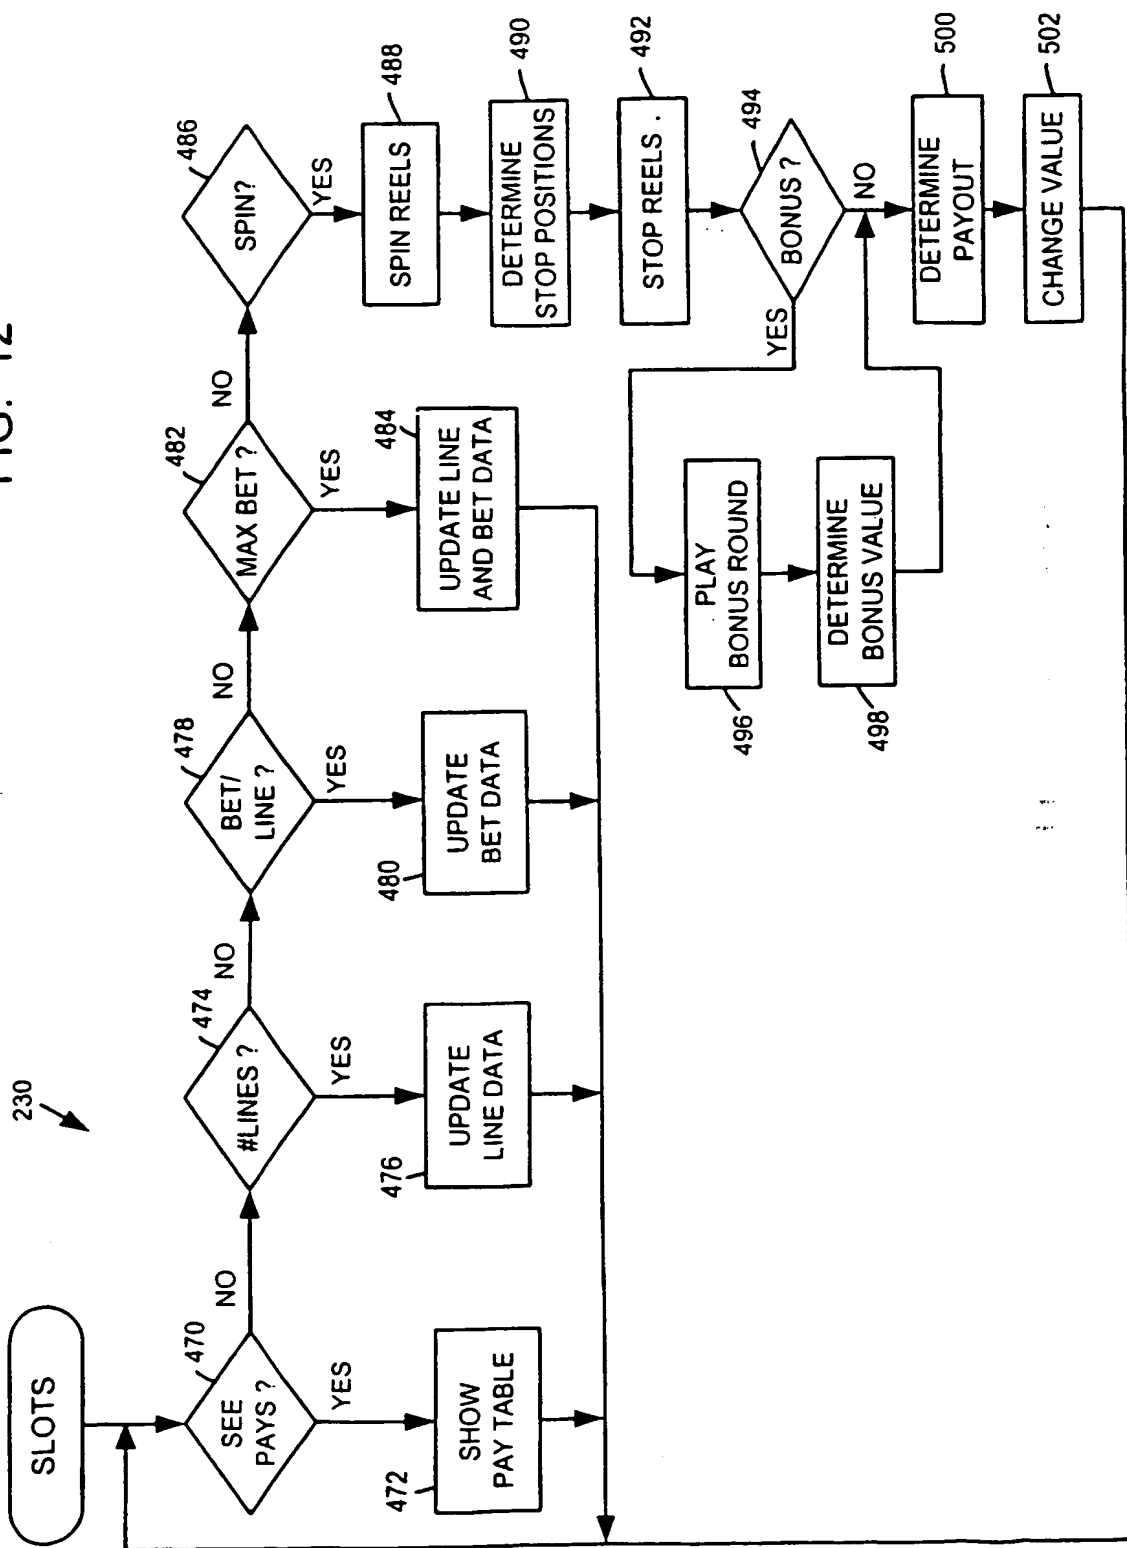 FIG. 12
230
SLOTS
470
SEE
PAYS ?
NO
YES
472
SHOW
PAY TABLE
474
#LINES ?
NO
YES
476
UPDATE
LINE DATA
478
BET/
LINE ?
NO
YES
480
UPDATE
BET DATA
482
MAX BET ?
NO
YES
484
UPDATE LINE
AND BET DATA
486
SPIN?
YES
488
SPIN REELS
490
DETERMINE
STOP POSITIONS
492
STOP REELS .
494
BONUS ?
YES
NO
496
PLAY
BONUS ROUND
498
DETERMINE
BONUS VALUE
500
DETERMINE
PAYOUT
502
CHANGE VALUE